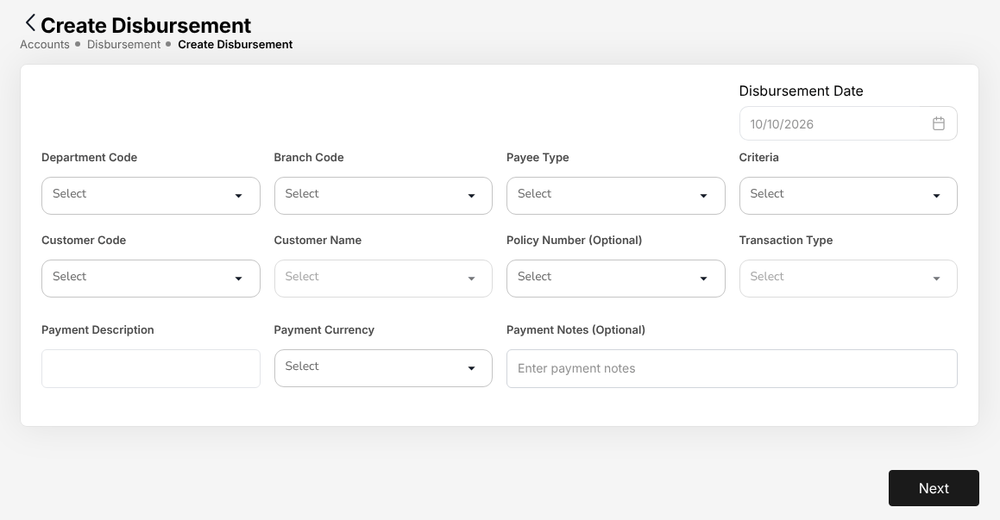 Create Disbursement
Accounts Disbursement Create Disbursement
Disbursement Date
10/10/2026
Department Code Branch Code Payee Type Criteria
Select Select Select Select
Customer Code Customer Name Policy Number (Optional) Transaction Type
Select Select Select Select
Payment Description Payment Currency Payment Notes (Optional)
Select Enter payment notes
Next